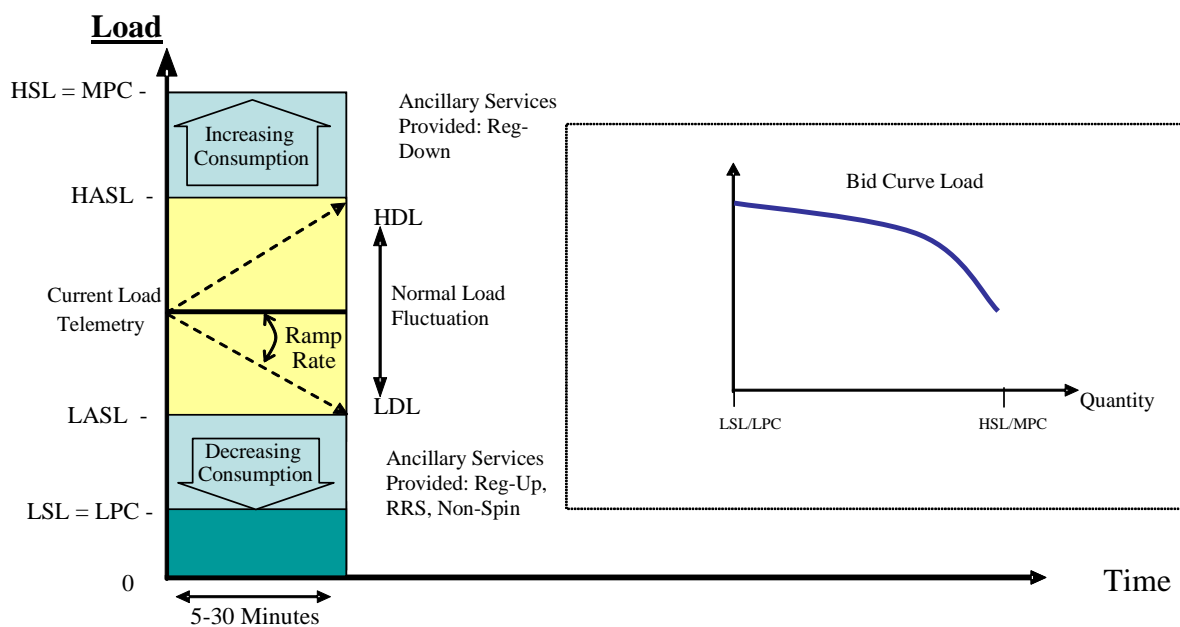 Load
HSL = MPC -
Increasing
Consumption
Ancillary Services
Provided: Reg-
Down
HASL -
HDL
Current Load
Telemetry
Normal Load
Fluctuation
Ramp
Rate
LASL -
LDL
Decreasing
Consumption
Ancillary Services
Provided: Reg-Up,
RRS, Non-Spin
LSL = LPC -
0
Time
5-30 Minutes
Bid Curve Load
Quantity
LSL/LPC
HSL/MPC